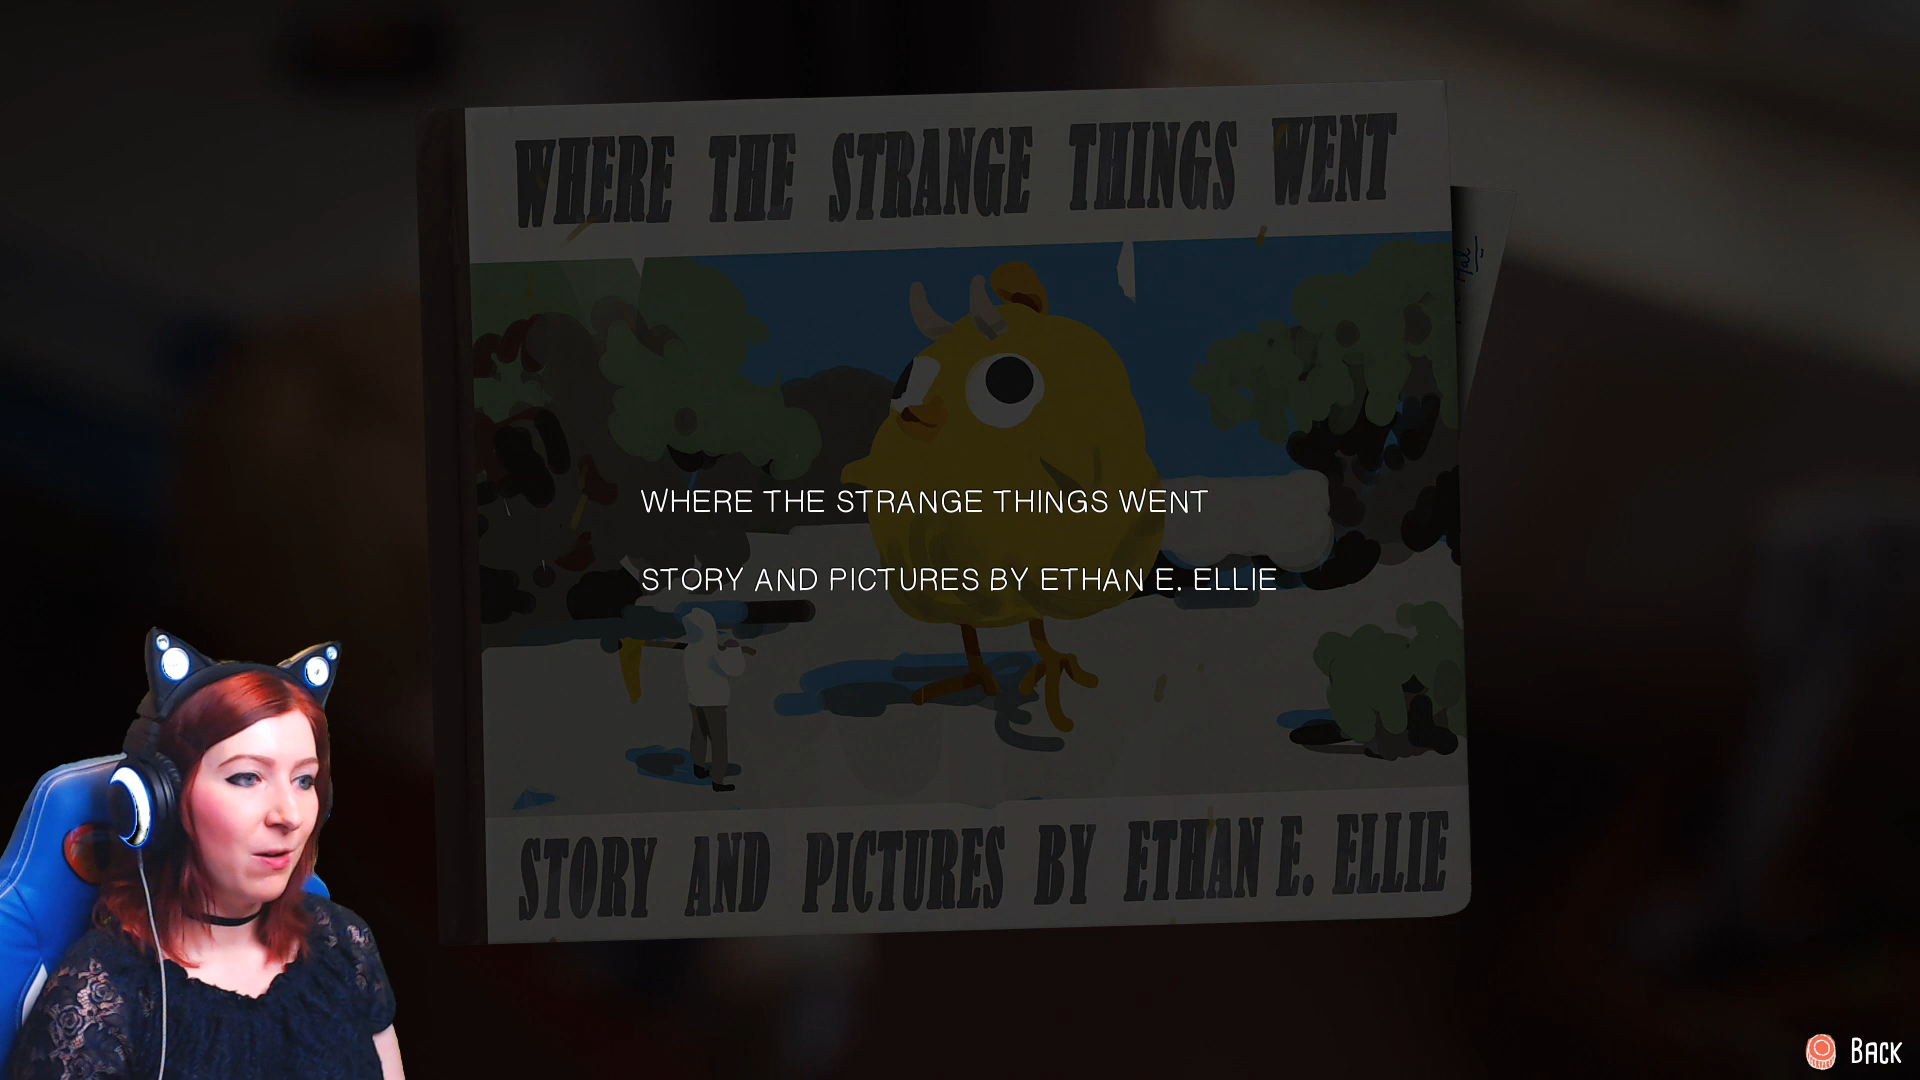 WHERE THE STRANGE THINGS WENT
WHERE THE STRANGE THINGS WENT
STORY AND PICTURES BY ETHAN E. ELLIE
STORY AND PICTURES BY ETHAN E. ELLIE
BACK